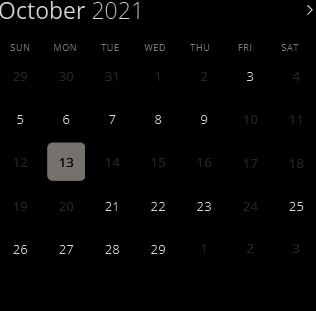 October 2021
SUN MON TUE WED THU FRI SAT
29 30 31 1 2 3 4
5 6 7 8 9 10 11
12 13 14 15 16 17 18
19 20 21 22 23 24 25
26 27 28 29 1 2 3